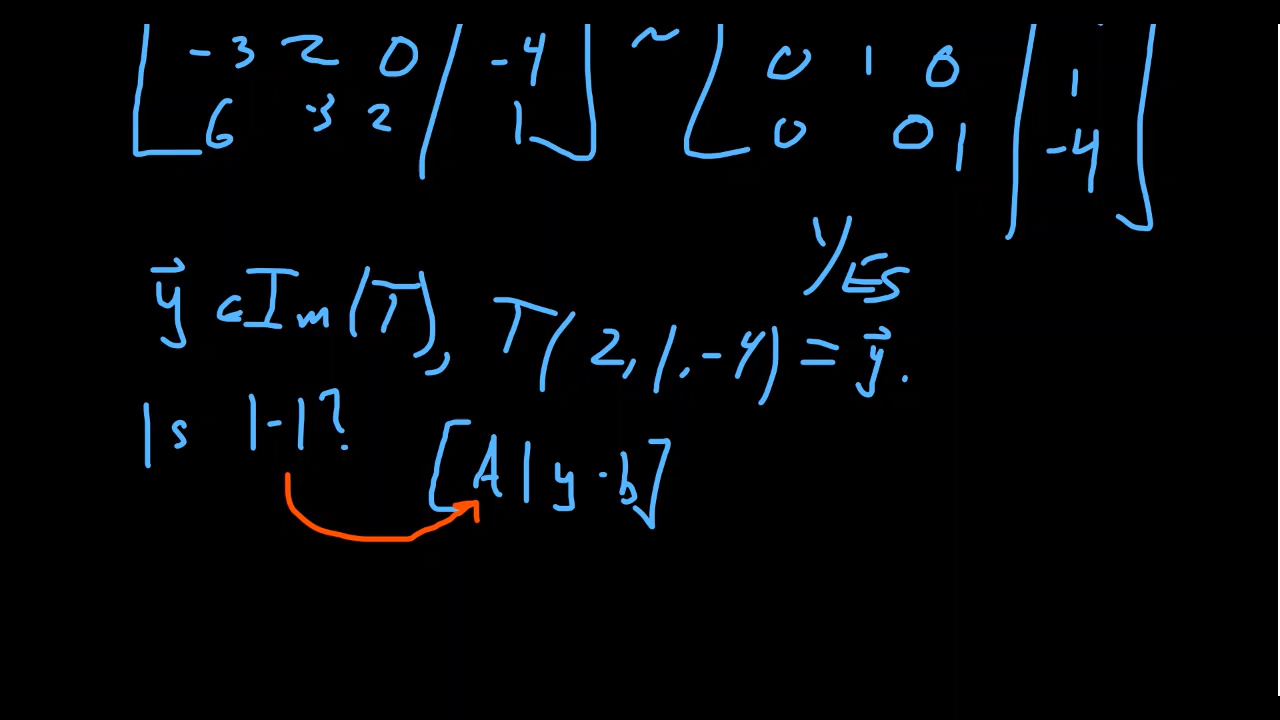 -3 2 0 | -4 ~ 0 1 0 | 1
6 -3 2 | 1 0 0 1 | -4
YES
y⃗ ∈ Im(T), T(2,1,-4) = y⃗.
Is 1-1? [A | y-b]